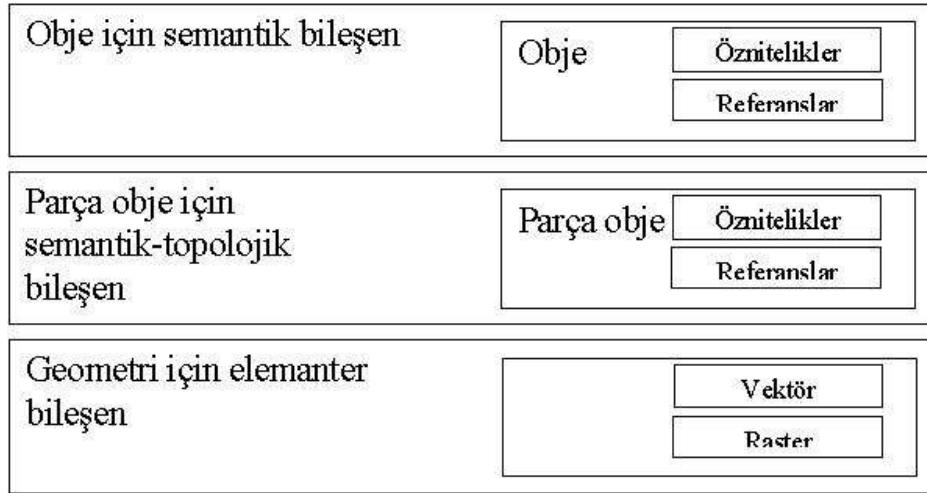 Obje için semantik bileşen
Obje
Öznitelikler
Referanslar
Parça obje için
semantik-topolojik
bileşen
Parça obje
Öznitelikler
Referanslar
Geometri için elemanter
bileşen
Vektör
Raster